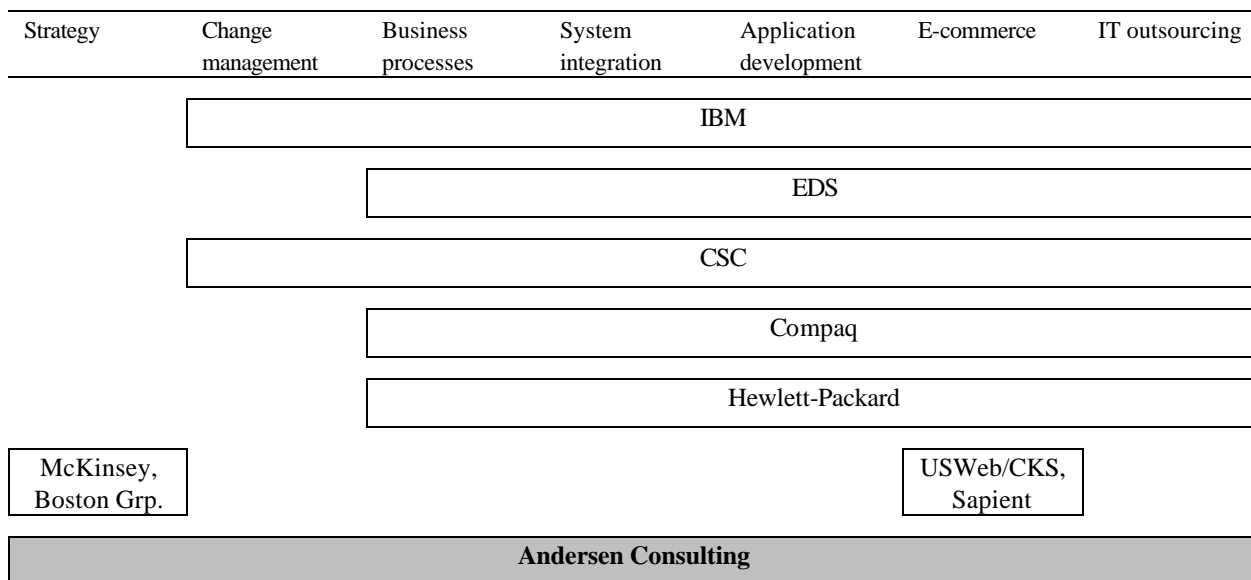 Strategy Change management Business processes System integration Application development E-commerce IT outsourcing
IBM
EDS
CSC
Compaq
Hewlett-Packard
McKinsey,
Boston Grp.
USWeb/CKS,
Sapient
Andersen Consulting